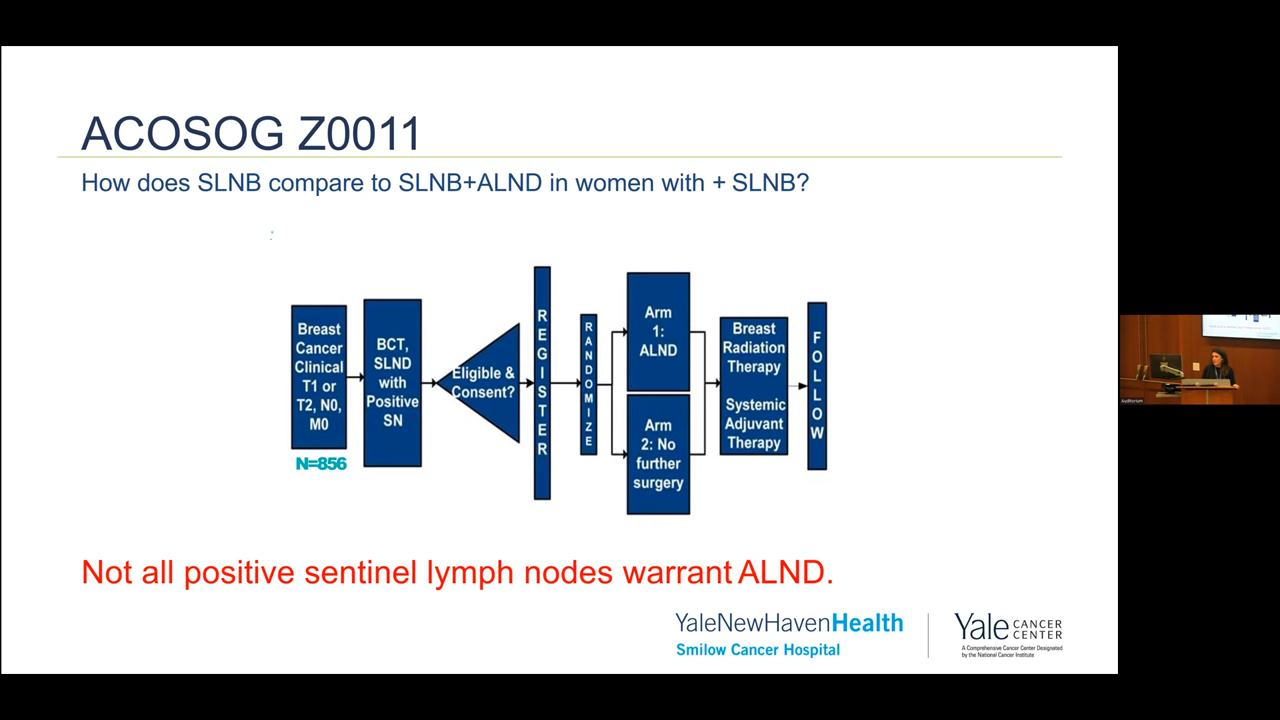 ACOSOG Z0011
How does SLNB compare to SLNB+ALND in women with + SLNB?
Breast
Cancer
Clinical
T1 or
T2, N0,
M0
N=856
BCT,
SLND
with
Positive
SN
Eligible &
Consent?
REGISTER
RANDOMIZE
Arm
1:
ALND
Arm
2: No
further
surgery
Breast
Radiation
Therapy
Systemic
Adjuvant
Therapy
FOLLOW
Not all positive sentinel lymph nodes warrant ALND.
YaleNewHavenHealth
Smilow Cancer Hospital
Yale CANCER
CENTER
A Comprehensive Cancer Center Designated
by the National Cancer Institute
Auditorium